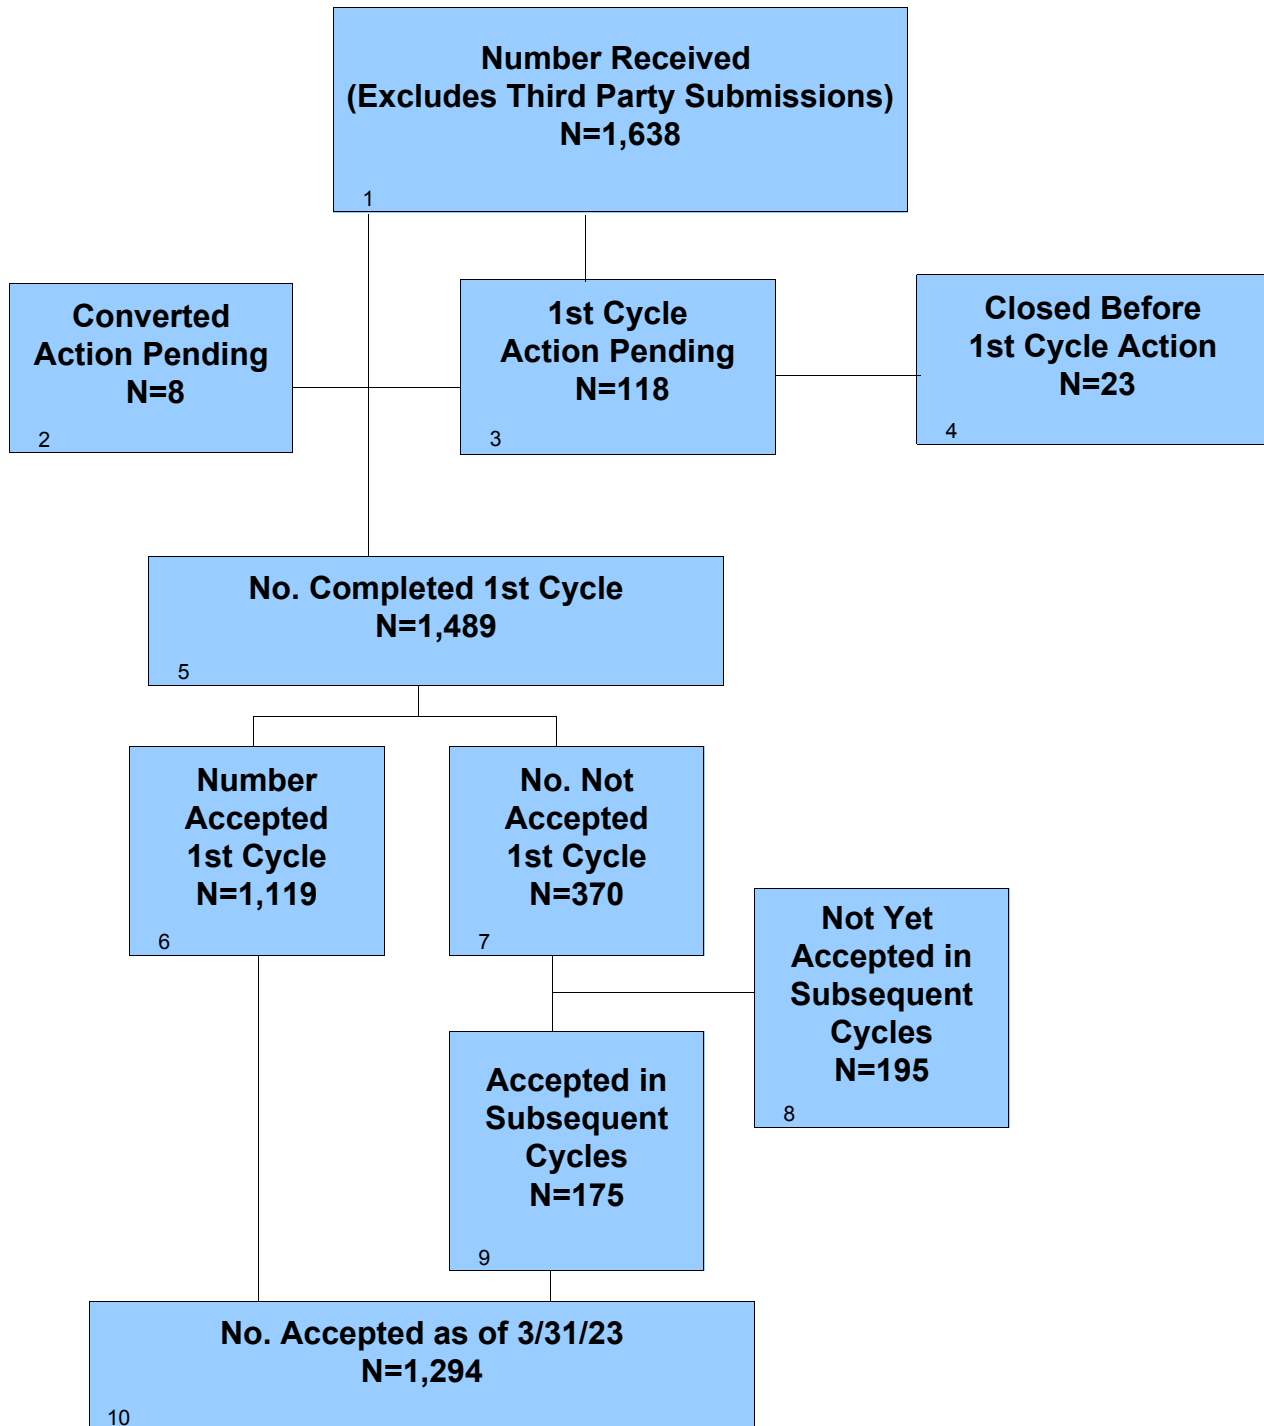 Number Received
(Excludes Third Party Submissions)
N=1,638
1
Converted
Action Pending
N=8
2
1st Cycle
Action Pending
N=118
3
Closed Before
1st Cycle Action
N=23
4
No. Completed 1st Cycle
N=1,489
5
Number
Accepted
1st Cycle
N=1,119
6
No. Not
Accepted
1st Cycle
N=370
7
Not Yet
Accepted in
Subsequent
Cycles
N=195
8
Accepted in
Subsequent
Cycles
N=175
9
No. Accepted as of 3/31/23
N=1,294
10